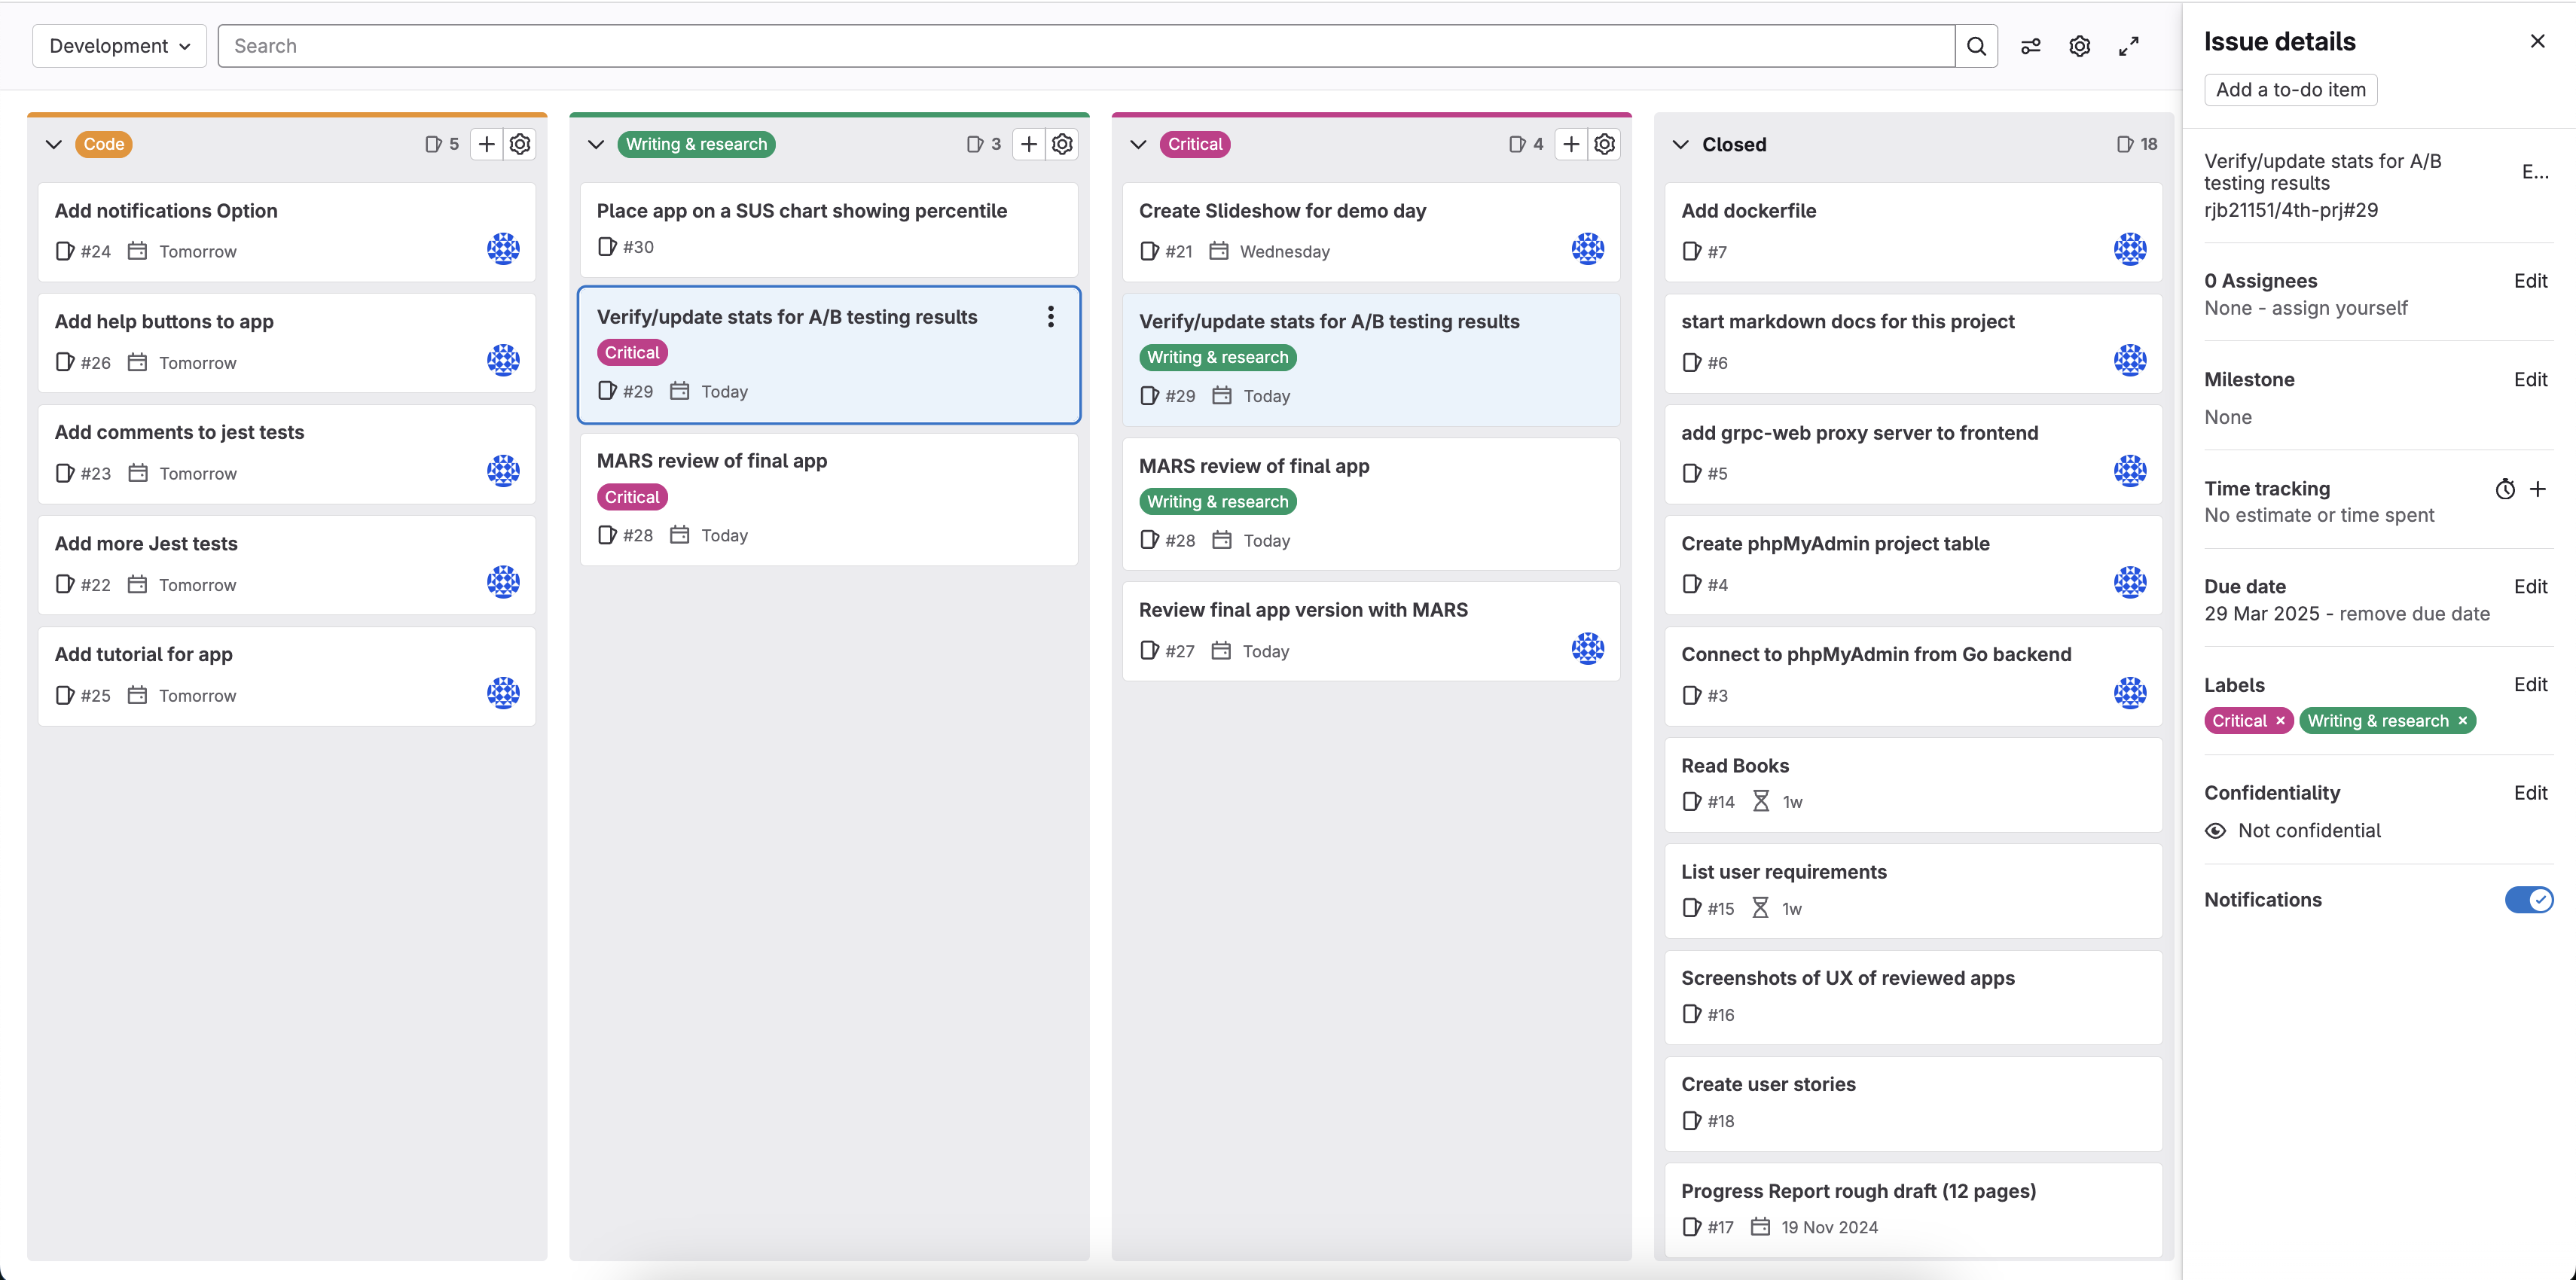 Development
Search
Code
5
Add notifications Option
#24 Tomorrow
Add help buttons to app
#26 Tomorrow
Add comments to jest tests
#23 Tomorrow
Add more Jest tests
#22 Tomorrow
Add tutorial for app
#25 Tomorrow
Writing & research
3
Place app on a SUS chart showing percentile
#30
Verify/update stats for A/B testing results
Critical
#29 Today
MARS review of final app
Critical
#28 Today
Critical
4
Create Slideshow for demo day
#21 Wednesday
Verify/update stats for A/B testing results
Writing & research
#29 Today
MARS review of final app
Writing & research
#28 Today
Review final app version with MARS
#27 Today
Closed
18
Add dockerfile
#7
start markdown docs for this project
#6
add grpc-web proxy server to frontend
#5
Create phpMyAdmin project table
#4
Connect to phpMyAdmin from Go backend
#3
Read Books
#14 1w
List user requirements
#15 1w
Screenshots of UX of reviewed apps
#16
Create user stories
#18
Progress Report rough draft (12 pages)
#17 19 Nov 2024
Issue details
Add a to-do item
Verify/update stats for A/B
testing results
E...
rjb21151/4th-prj#29
0 Assignees Edit
None - assign yourself
Milestone Edit
None
Time tracking
No estimate or time spent
Due date Edit
29 Mar 2025 - remove due date
Labels Edit
Critical × Writing & research ×
Confidentiality Edit
Not confidential
Notifications